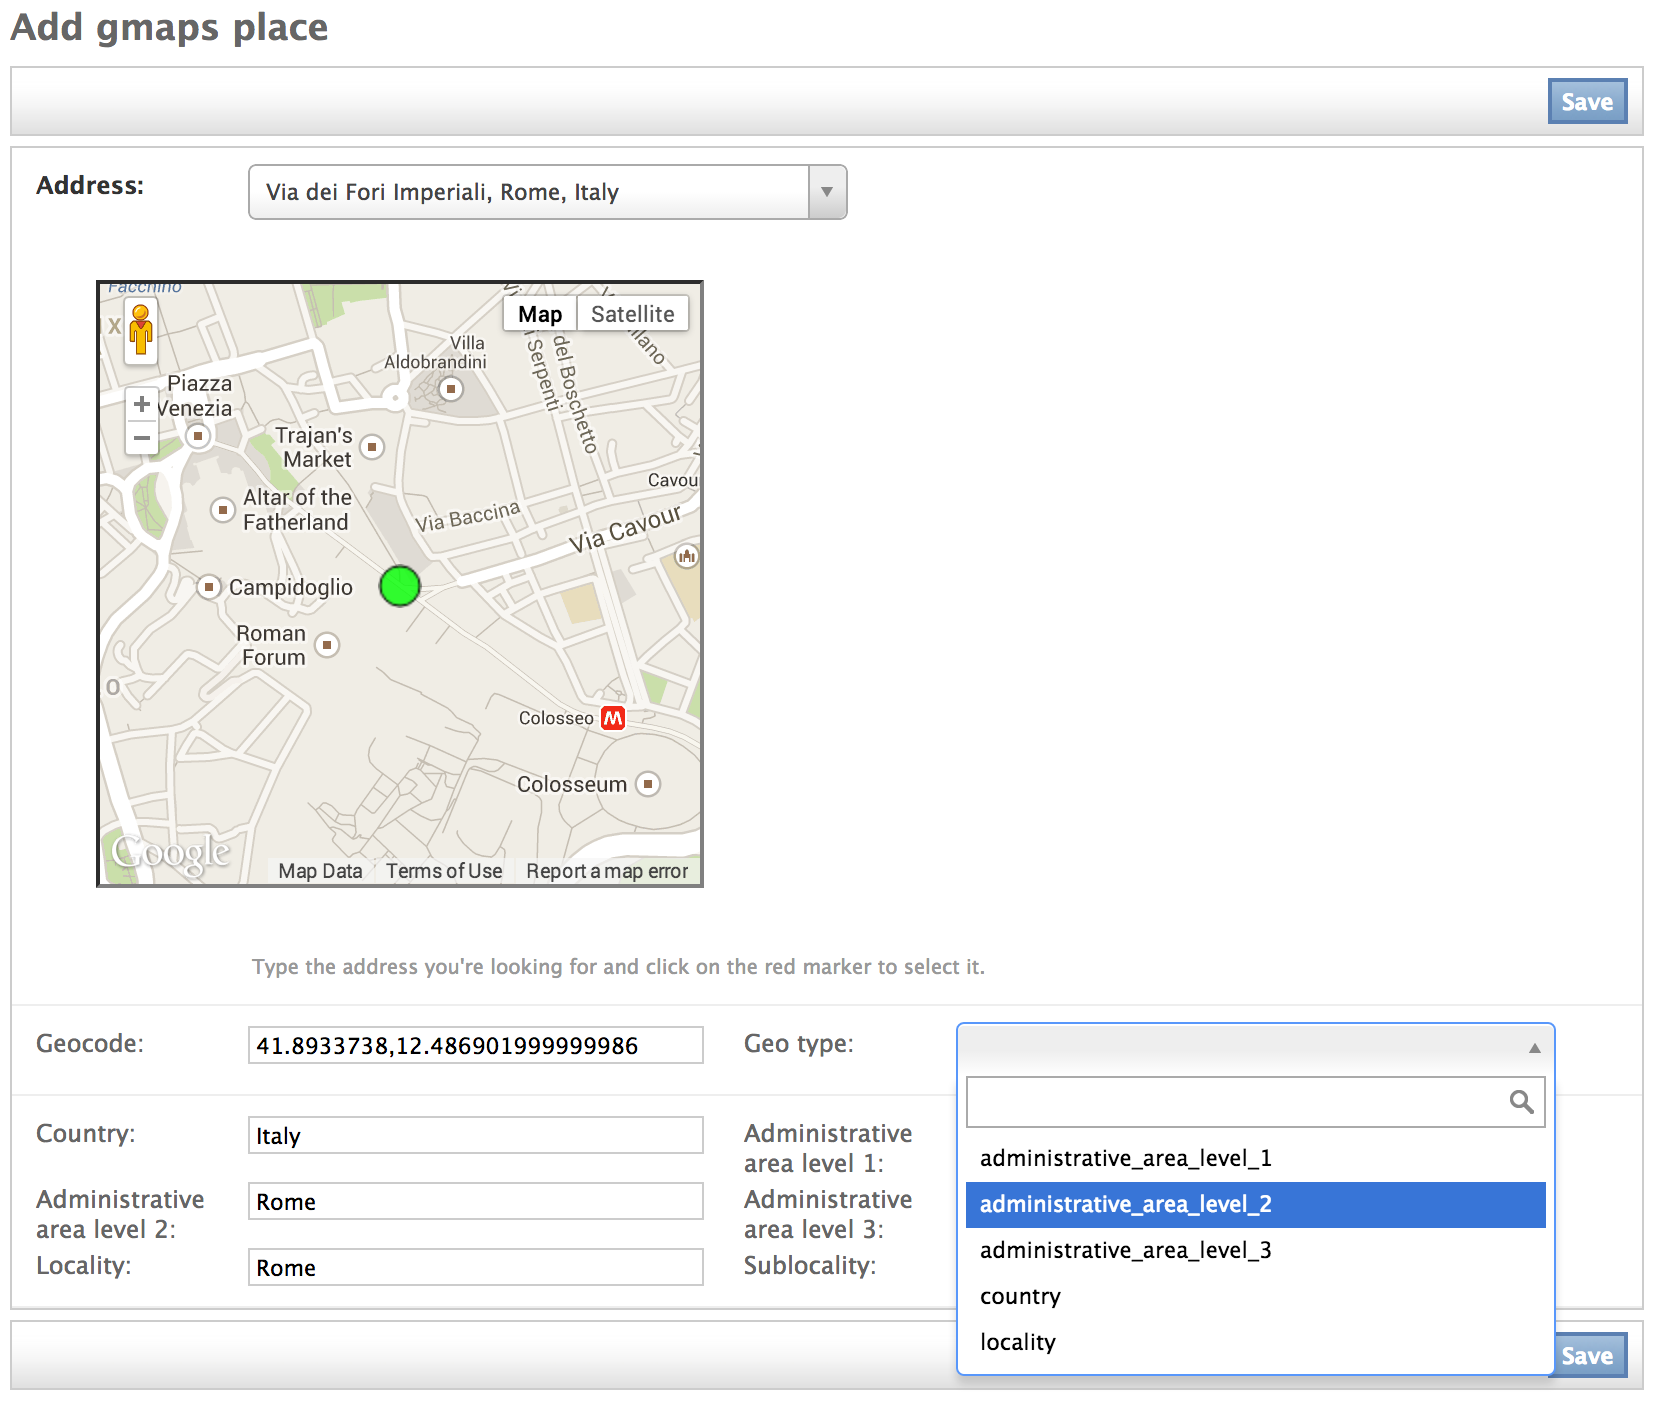 Add gmaps place
Save
Address:
Via dei Fori Imperiali, Rome, Italy
Facchino
X
Map
Satellite
Villa
Aldobrandini
Serpenti
del Boschetto
Piazza
Venezia
+
−
Trajan's
Market
Altar of the
Fatherland
Via Baccina
Cavou
Via Cavour
Campidoglio
Roman
Forum
O
Colosseo
M
Colosseum
Google
Map Data
Terms of Use
Report a map error
Type the address you're looking for and click on the red marker to select it.
Geocode:
41.8933738,12.486901999999986
Geo type:
Country:
Italy
Administrative
area level 1:
Administrative
area level 2:
Rome
Administrative
area level 3:
Locality:
Rome
Sublocality:
administrative_area_level_1
administrative_area_level_2
administrative_area_level_3
country
locality
Save